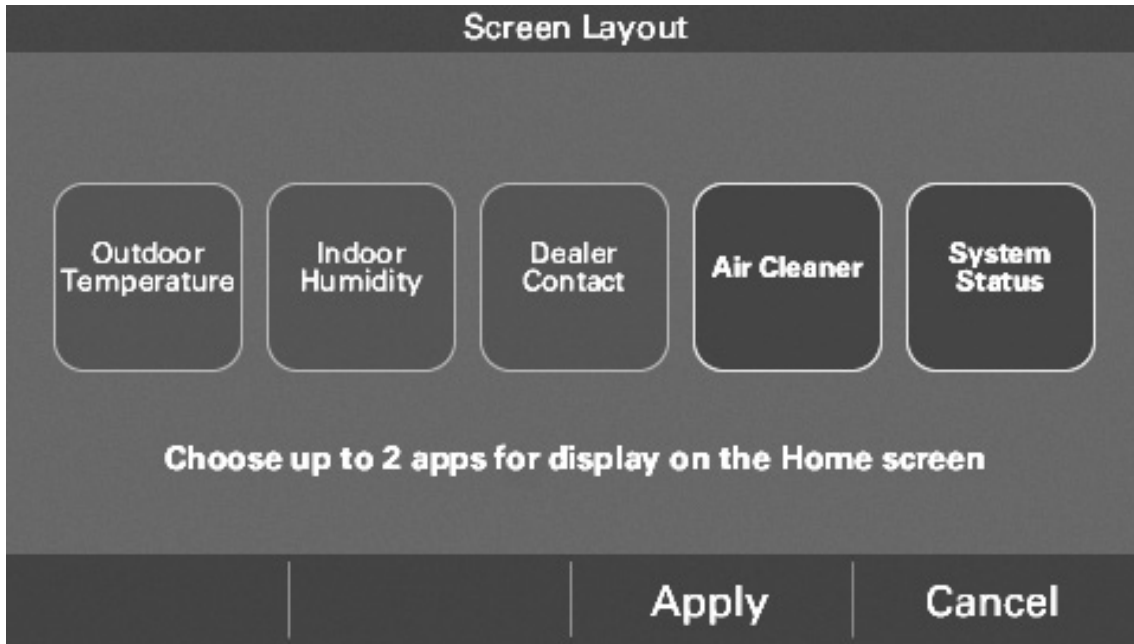 Screen Layout
Outdoor
Temperature
Indoor
Humidity
Dealer
Contact
Air Cleaner
System
Status
Choose up to 2 apps for display on the Home screen
Apply
Cancel